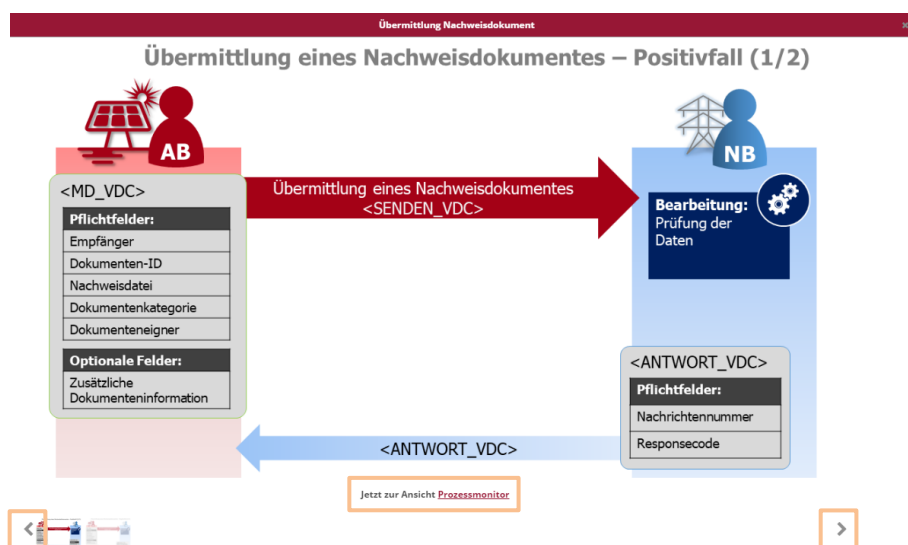 Übermittlung Nachweisdokument
×
Übermittlung eines Nachweisdokumentes – Positivfall (1/2)
AB
NB
<MD_VDC>
Pflichtfelder:
Empfänger
Dokumenten-ID
Nachweisdatei
Dokumentenkategorie
Dokumenteneigner
Optionale Felder:
Zusätzliche
Dokumenteninformation
Übermittlung eines Nachweisdokumentes
<SENDEN_VDC>
Bearbeitung:
Prüfung der
Daten
<ANTWORT_VDC>
Pflichtfelder:
Nachrichtennummer
Responsecode
<ANTWORT_VDC>
Jetzt zur Ansicht Prozessmonitor